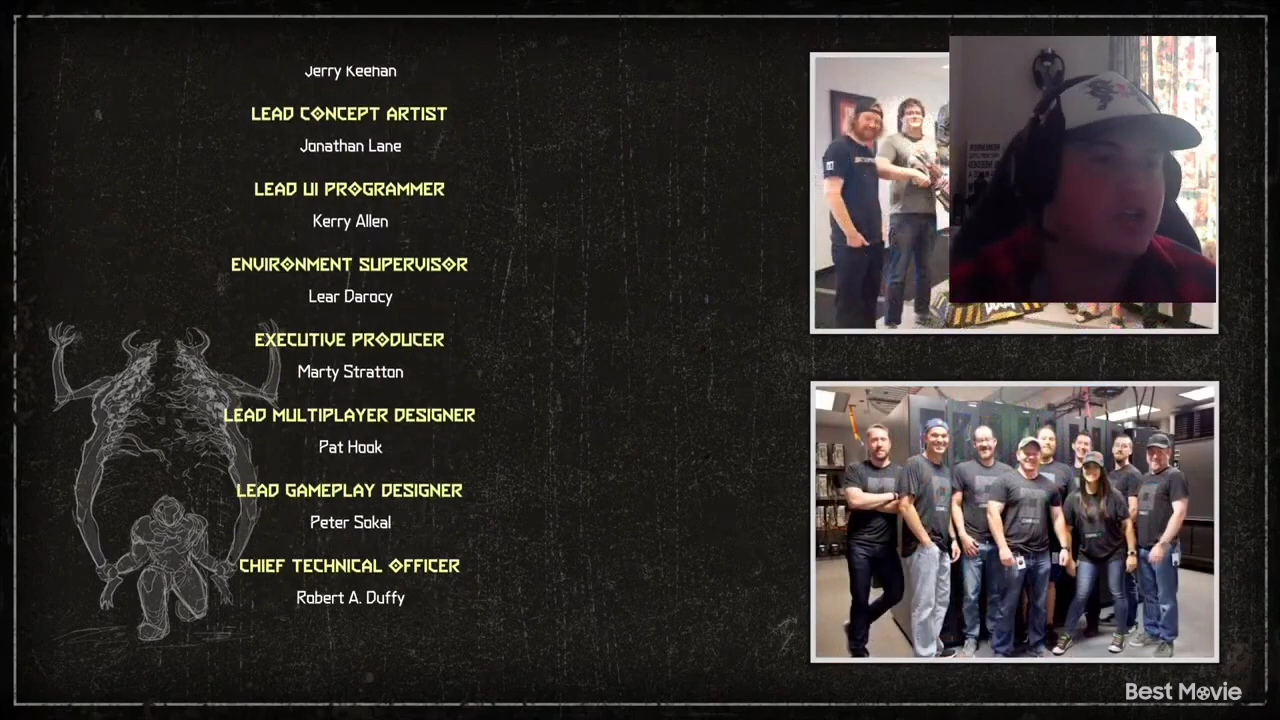 Jerry Keehan
LEAD CONCEPT ARTIST
Jonathan Lane
LEAD UI PROGRAMMER
Kerry Allen
ENVIRONMENT SUPERVISOR
Lear Darocy
EXECUTIVE PRODUCER
Marty Stratton
LEAD MULTIPLAYER DESIGNER
Pat Hook
LEAD GAMEPLAY DESIGNER
Peter Sokal
CHIEF TECHNICAL OFFICER
Robert A. Duffy
Best Movie